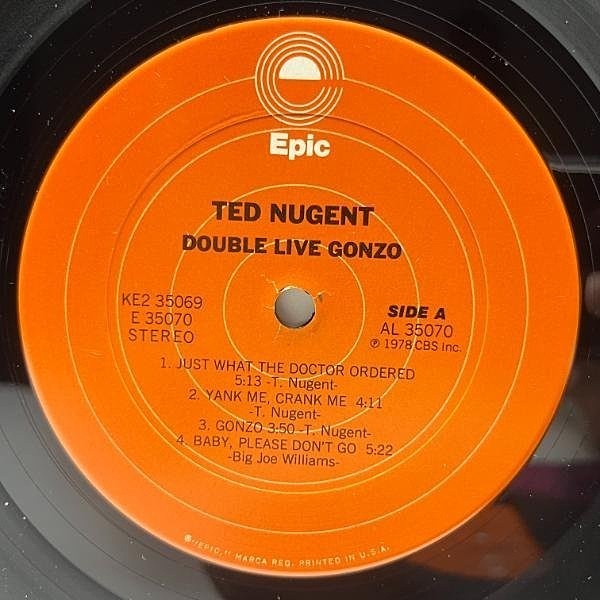 Epic
TED NUGENT
DOUBLE LIVE GONZO
KE2 35069
E 35070
STEREO
SIDE A
AL 35070
℗ 1978 CBS Inc.
1. JUST WHAT THE DOCTOR ORDERED
5:13 -T. Nugent-
2. YANK ME, CRANK ME 4:11
-T. Nugent-
3. GONZO 3:50 -T. Nugent-
4. BABY, PLEASE DON'T GO 5:22
-Big Joe Williams-
® "EPIC," MARCA REG. PRINTED IN U.S.A.